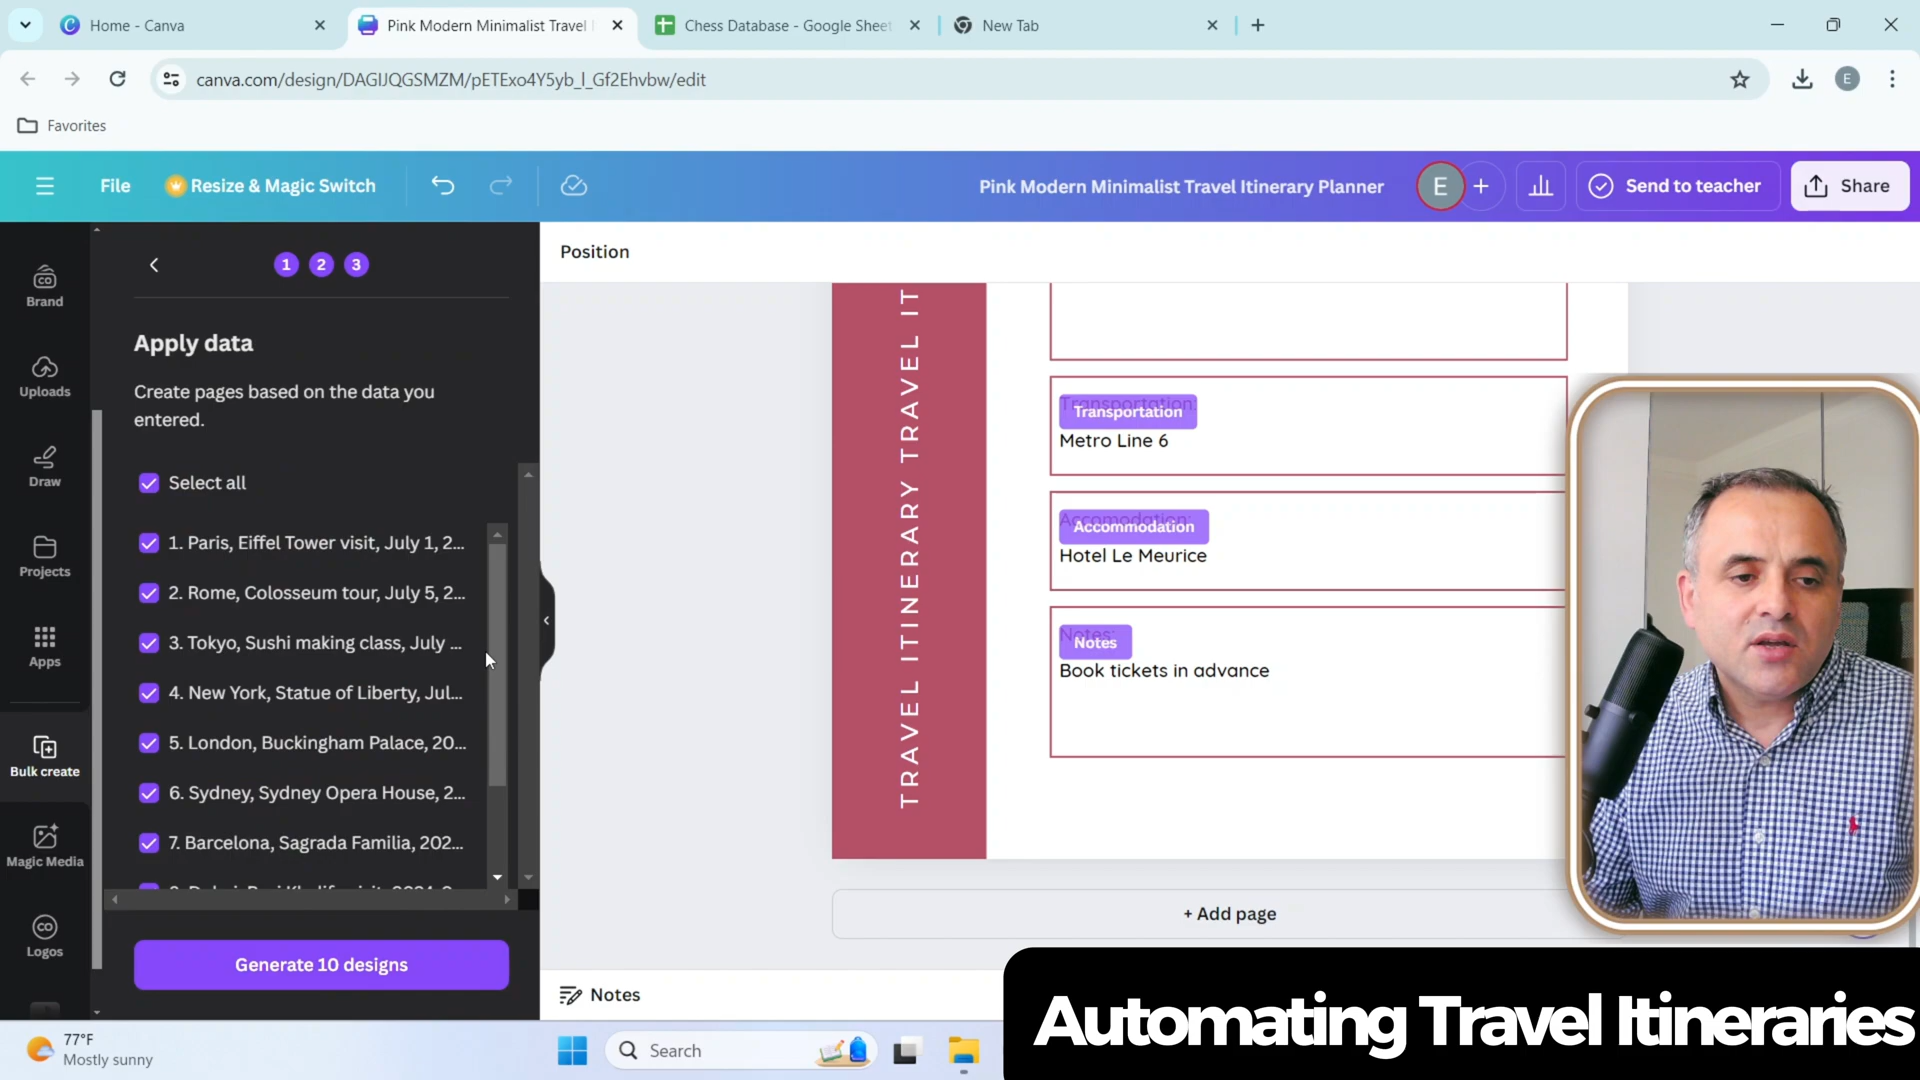 Home - Canva
Pink Modern Minimalist Travel
Chess Database - Google Sheet
New Tab
canva.com/design/DAGIJQGSMZM/pETExo4Y5yb_l_Gf2Ehvbw/edit
E
Favorites
File
Resize & Magic Switch
Pink Modern Minimalist Travel Itinerary Planner
E
Send to teacher
Share
Brand
Uploads
Draw
Projects
Apps
Bulk create
Magic Media
Logos
1 2 3
Apply data
Create pages based on the data you
entered.
Select all
1. Paris, Eiffel Tower visit, July 1, 2...
2. Rome, Colosseum tour, July 5, 2...
3. Tokyo, Sushi making class, July ...
4. New York, Statue of Liberty, Jul...
5. London, Buckingham Palace, 20...
6. Sydney, Sydney Opera House, 2...
7. Barcelona, Sagrada Familia, 202...
Generate 10 designs
Position
TRAVEL ITINERARY TRAVEL IT
Transportation:
Transportation
Metro Line 6
Accomodation:
Accommodation
Hotel Le Meurice
Notes:
Notes
Book tickets in advance
+ Add page
Notes
Automating Travel Itineraries
77°F
Mostly sunny
Search